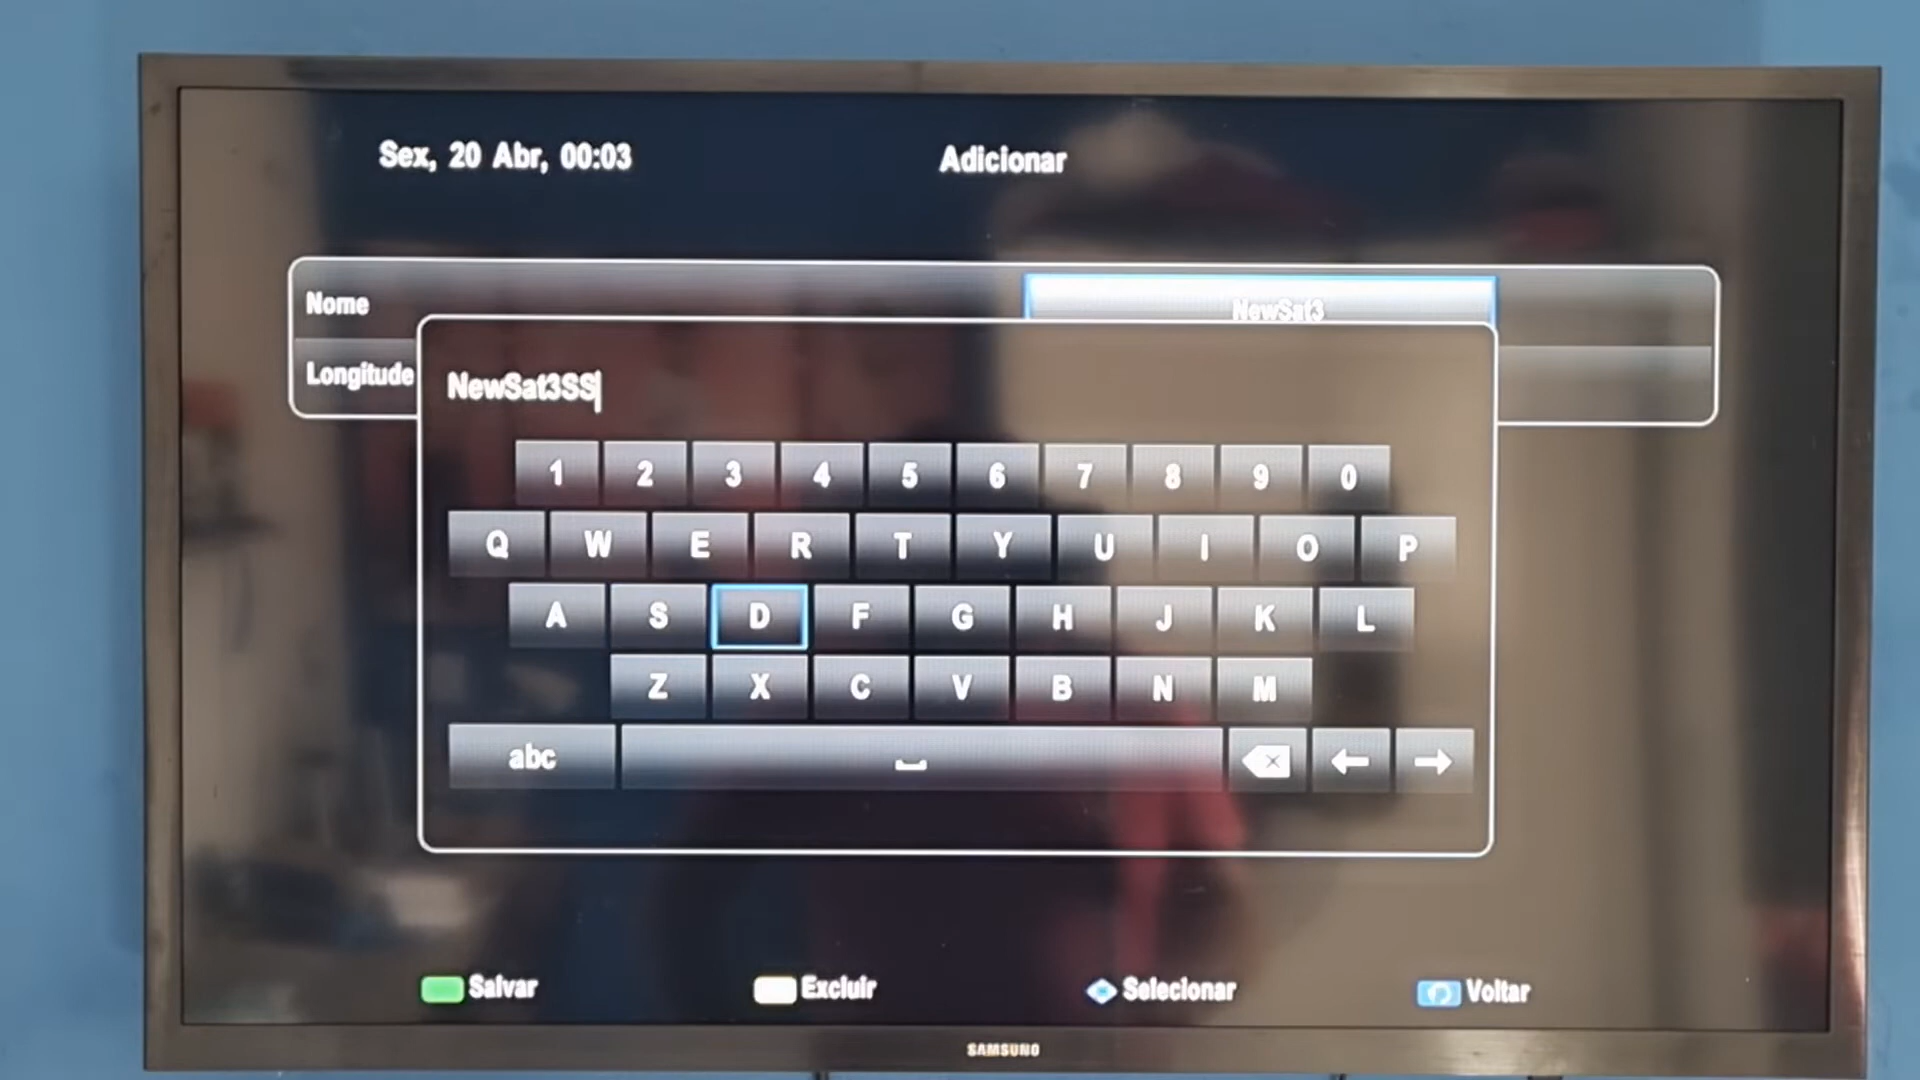 Sex, 20 Abr, 00:03
Adicionar
Nome
NewSat3
Longitude
NewSat3SS
1 2 3 4 5 6 7 8 9 0
Q W E R T Y U I O P
A S D F G H J K L
Z X C V B N M
abc
Salvar
Excluir
Selecionar
Voltar
SAMSUNG